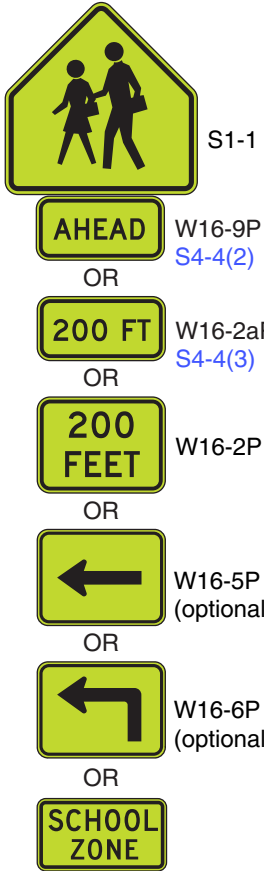 S1-1
AHEAD
W16-9P
S4-4(2)
OR
200 FT
W16-2aP
S4-4(3)
OR
200
FEET
W16-2P
OR
W16-5P
(optional
OR
W16-6P
(optional
OR
SCHOOL
ZONE